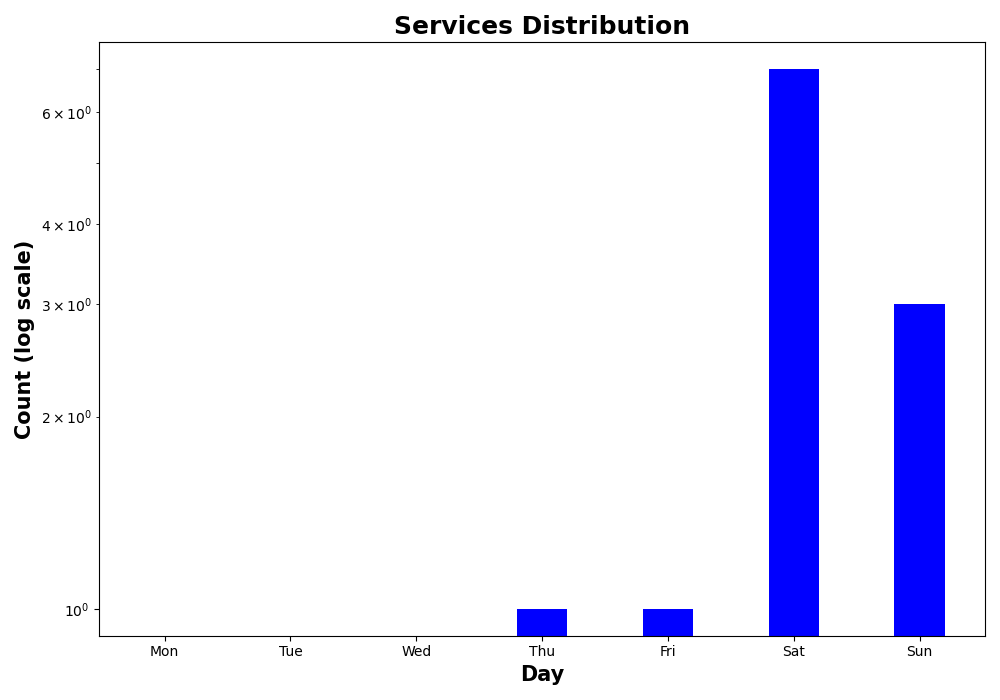 Services Distribution
6 × 10⁰
4 × 10⁰
3 × 10⁰
2 × 10⁰
10⁰
Count (log scale)
Mon Tue Wed Thu Fri Sat Sun
Day